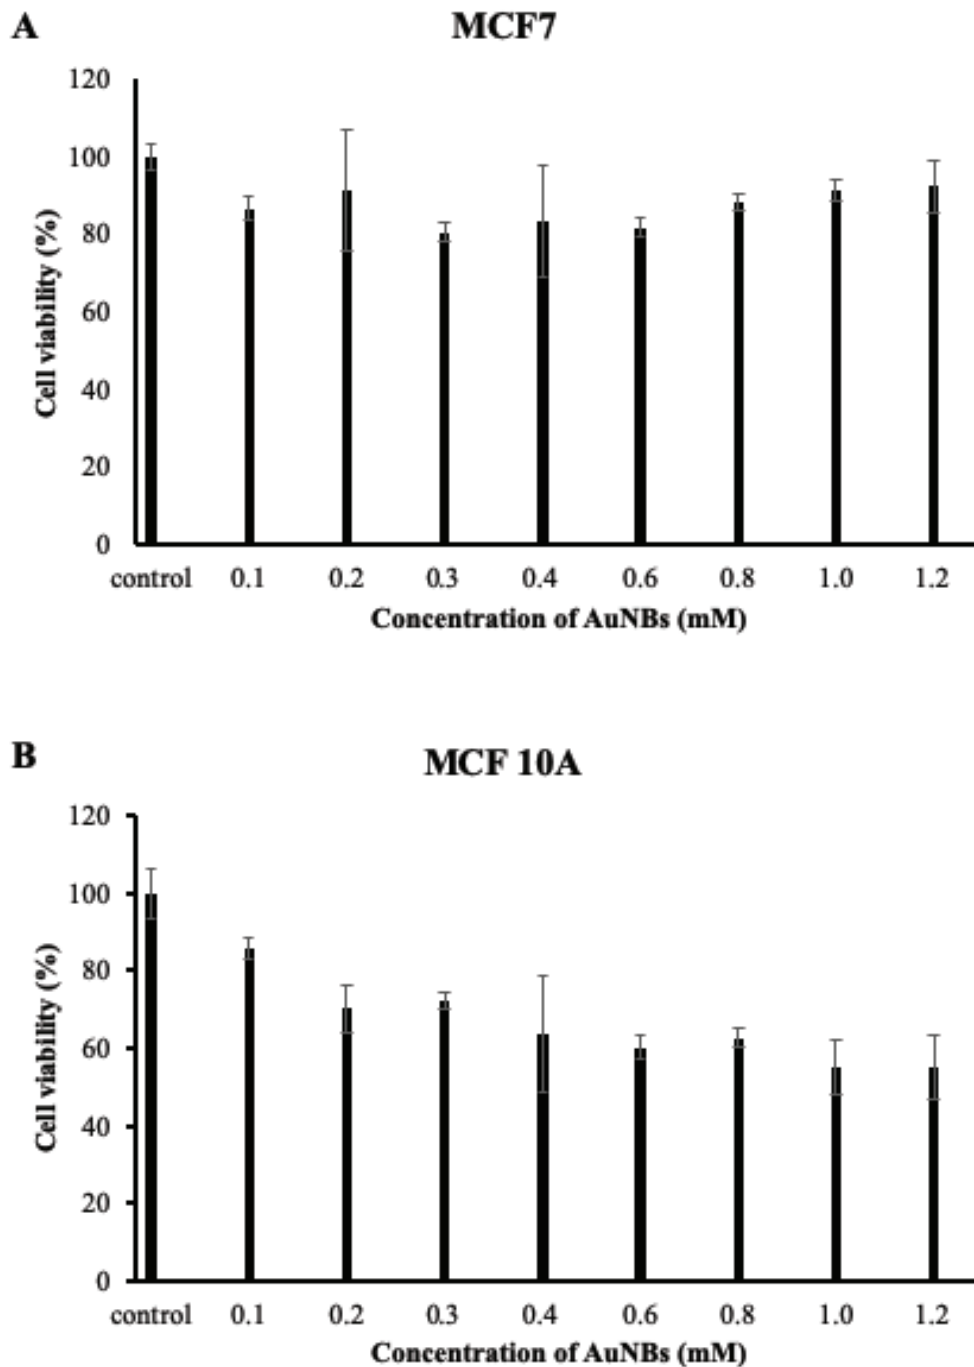 A
MCF7
120
100
80
60
40
20
0
Cell viability (%)
control 0.1 0.2 0.3 0.4 0.6 0.8 1.0 1.2
Concentration of AuNBs (mM)
B
MCF 10A
120
100
80
60
40
20
0
Cell viability (%)
control 0.1 0.2 0.3 0.4 0.6 0.8 1.0 1.2
Concentration of AuNBs (mM)